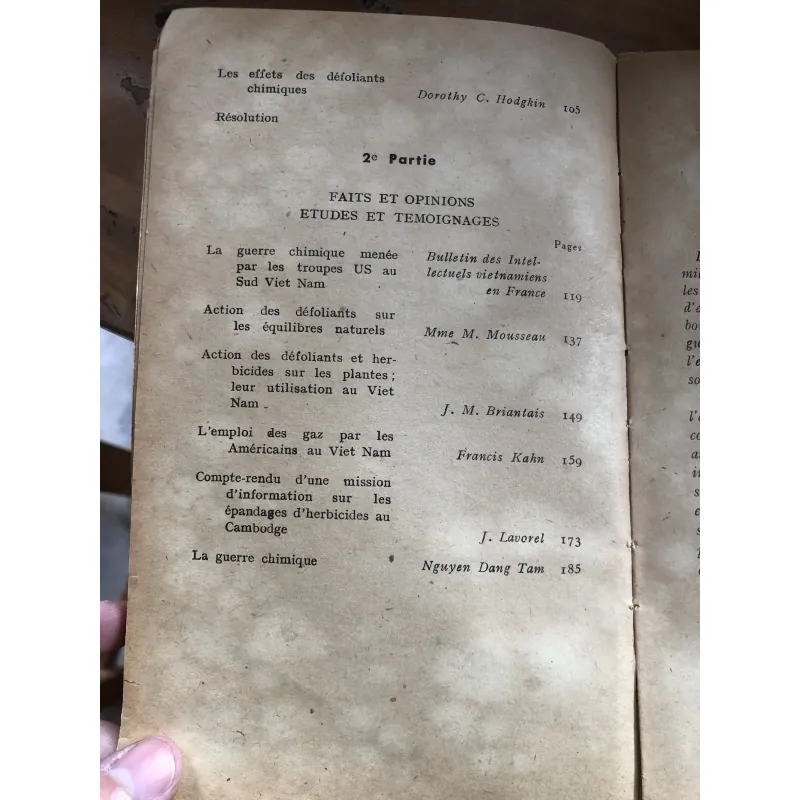 Les effets des défoliants
chimiques Dorothy C. Hodgkin 105
Résolution
2e Partie
FAITS ET OPINIONS
ETUDES ET TEMOIGNAGES
Pages
La guerre chimique menée
par les troupes US au
Sud Viet Nam
Bulletin des Intel-
lectuels vietnamiens
en France 119
Action des défoliants sur
les équilibres naturels Mme M. Mousseau 137
Action des défoliants et her-
bicides sur les plantes ;
leur utilisation au Viet
Nam J. M. Briantais 149
L'emploi des gaz par les
Américains au Viet Nam Francis Kahn 159
Compte-rendu d'une mission
d'information sur les
épandages d'herbicides au
Cambodge J. Lavorel 173
La guerre chimique Nguyen Dang Tam 185
les